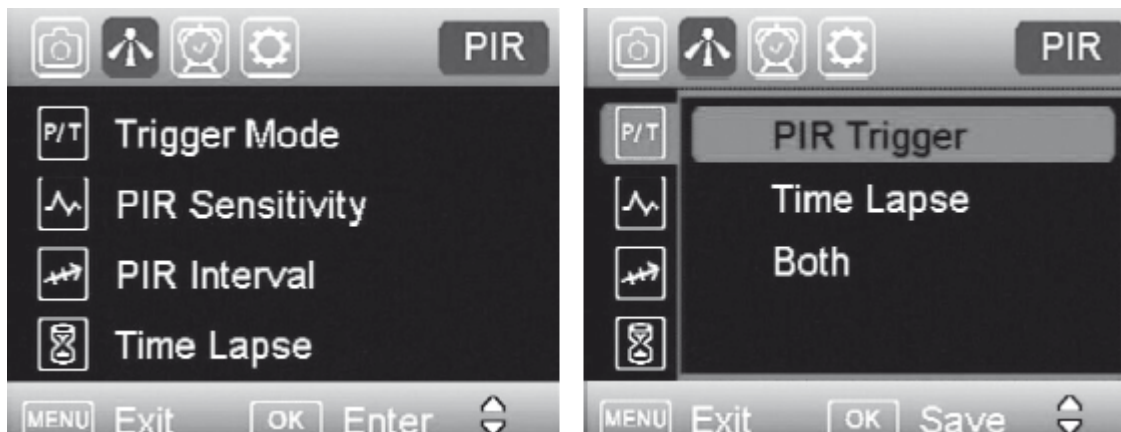 PIR
P/T Trigger Mode
PIR Sensitivity
PIR Interval
Time Lapse
MENU Exit OK Enter
PIR
P/T PIR Trigger
Time Lapse
Both
MENU Exit OK Save